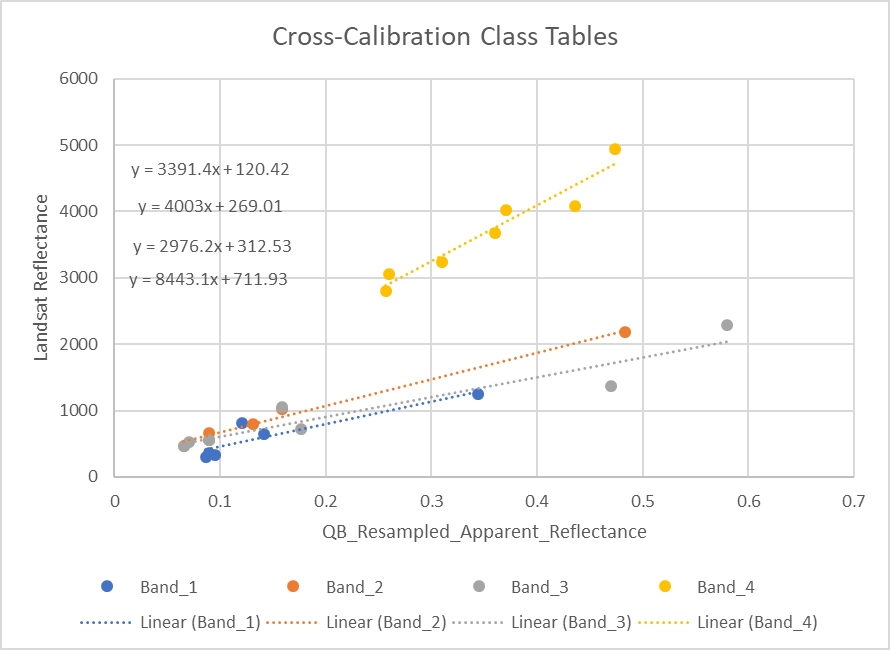 Cross-Calibration Class Tables
6000
5000
4000
3000
2000
1000
0
y = 3391.4x + 120.42
y = 4003x + 269.01
y = 2976.2x + 312.53
y = 8443.1x + 711.93
Landsat Reflectance
0 0.1 0.2 0.3 0.4 0.5 0.6 0.7
QB_Resampled_Apparent_Reflectance
Band_1 Band_2 Band_3 Band_4
Linear (Band_1) Linear (Band_2) Linear (Band_3) Linear (Band_4)